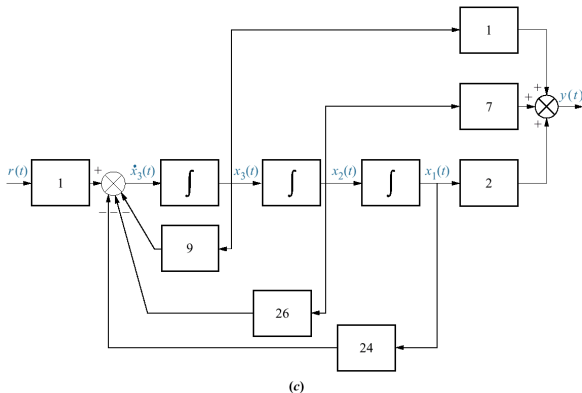 1
+
+
7
+
y(t)
+
r(t)
1
+
ẋ₃(t)
∫
x₃(t)
∫
x₂(t)
∫
x₁(t)
2
− − −
9
26
24
(c)